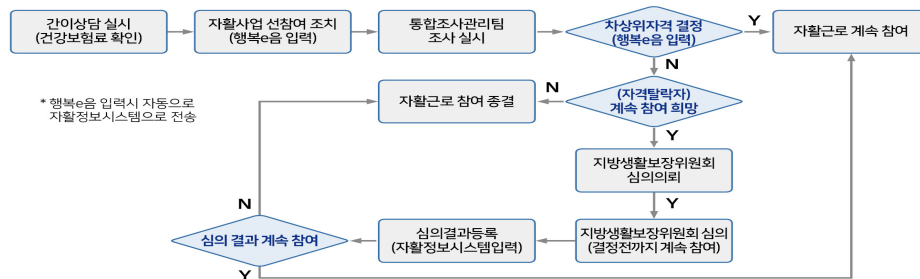 간이상담 실시
(건강보험료 확인)
자활사업 선참여 조치
(행복e음 입력)
통합조사관리팀
조사 실시
차상위자격 결정
(행복e음 입력)
Y
자활근로 계속 참여
N
* 행복e음 입력시 자동으로
자활정보시스템으로 전송
자활근로 참여 종결
N
(자격탈락자)
계속 참여 희망
Y
지방생활보장위원회
심의의뢰
Y
N
심의 결과 계속 참여
심의결과등록
(자활정보시스템입력)
지방생활보장위원회 심의
(결정전까지 계속 참여)
Y